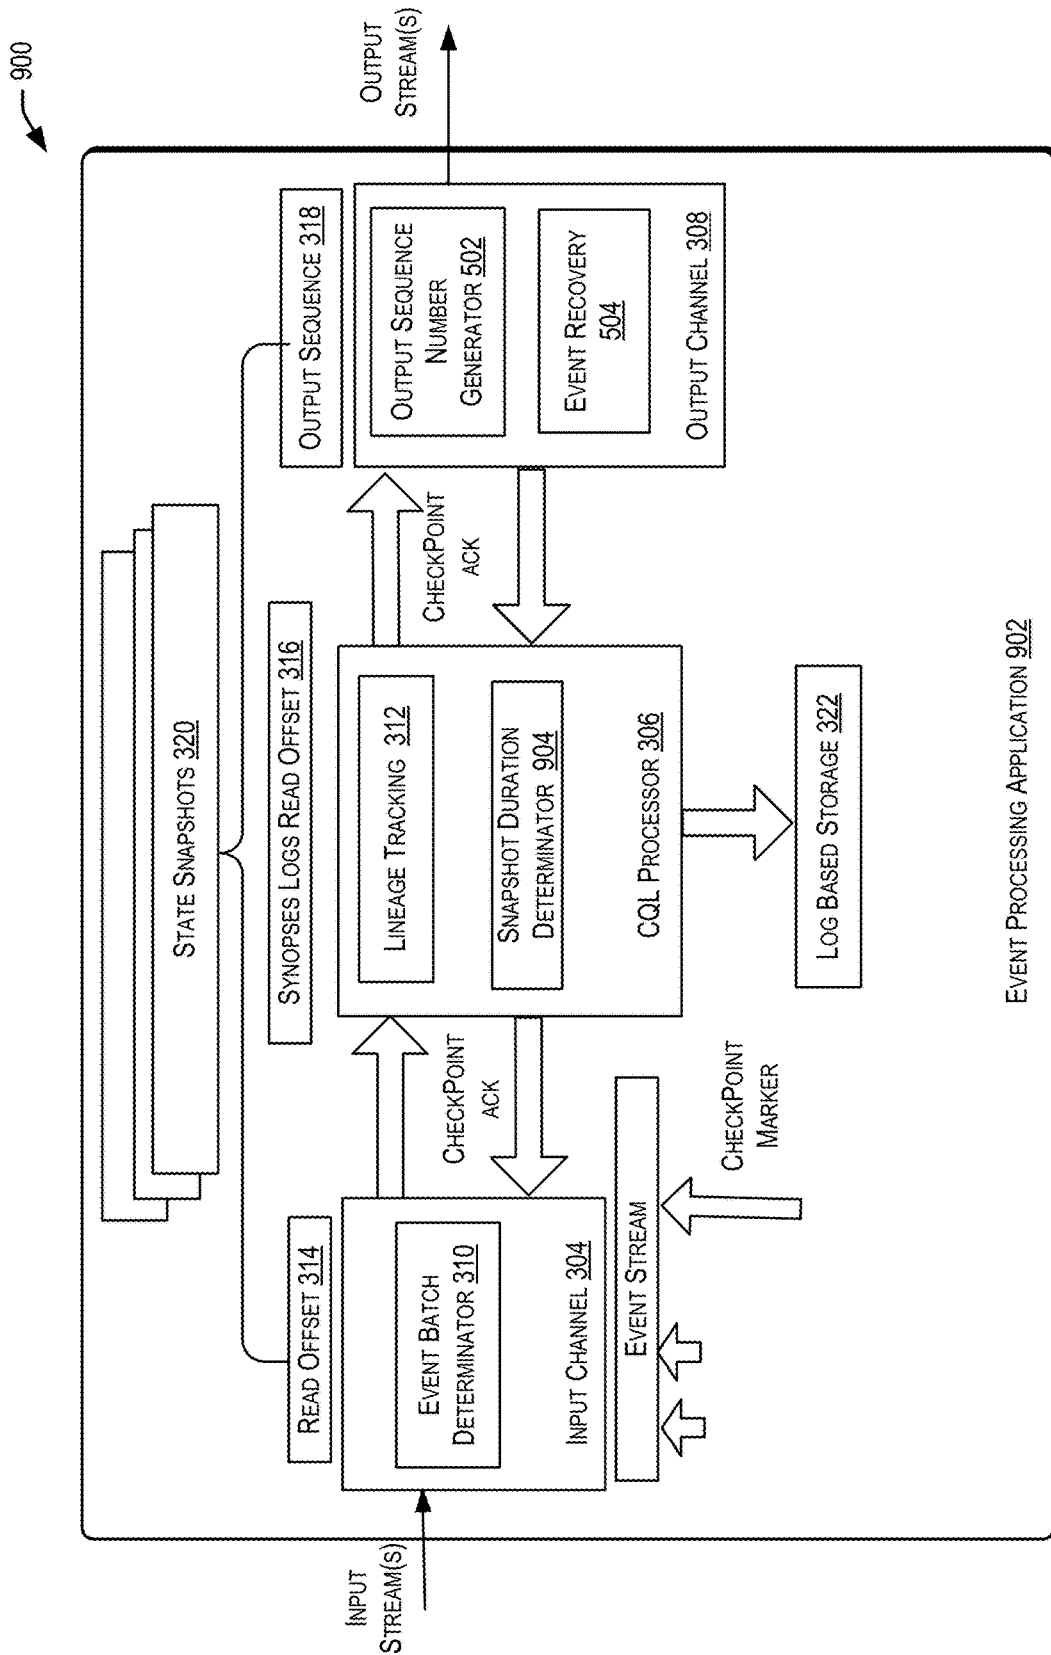 900
STATE SNAPSHOTS 320
READ OFFSET 314
SYNOPSES LOGS READ OFFSET 316
OUTPUT SEQUENCE 318
INPUT
STREAM(S)
EVENT BATCH
DETERMINATOR 310
INPUT CHANNEL 304
EVENT STREAM
CHECKPOINT
MARKER
CHECKPOINT
ACK
LINEAGE TRACKING 312
SNAPSHOT DURATION
DETERMINATOR 904
CQL PROCESSOR 306
LOG BASED STORAGE 322
CHECKPOINT
ACK
OUTPUT SEQUENCE
NUMBER
GENERATOR 502
EVENT RECOVERY
504
OUTPUT CHANNEL 308
OUTPUT
STREAM(S)
EVENT PROCESSING APPLICATION 902